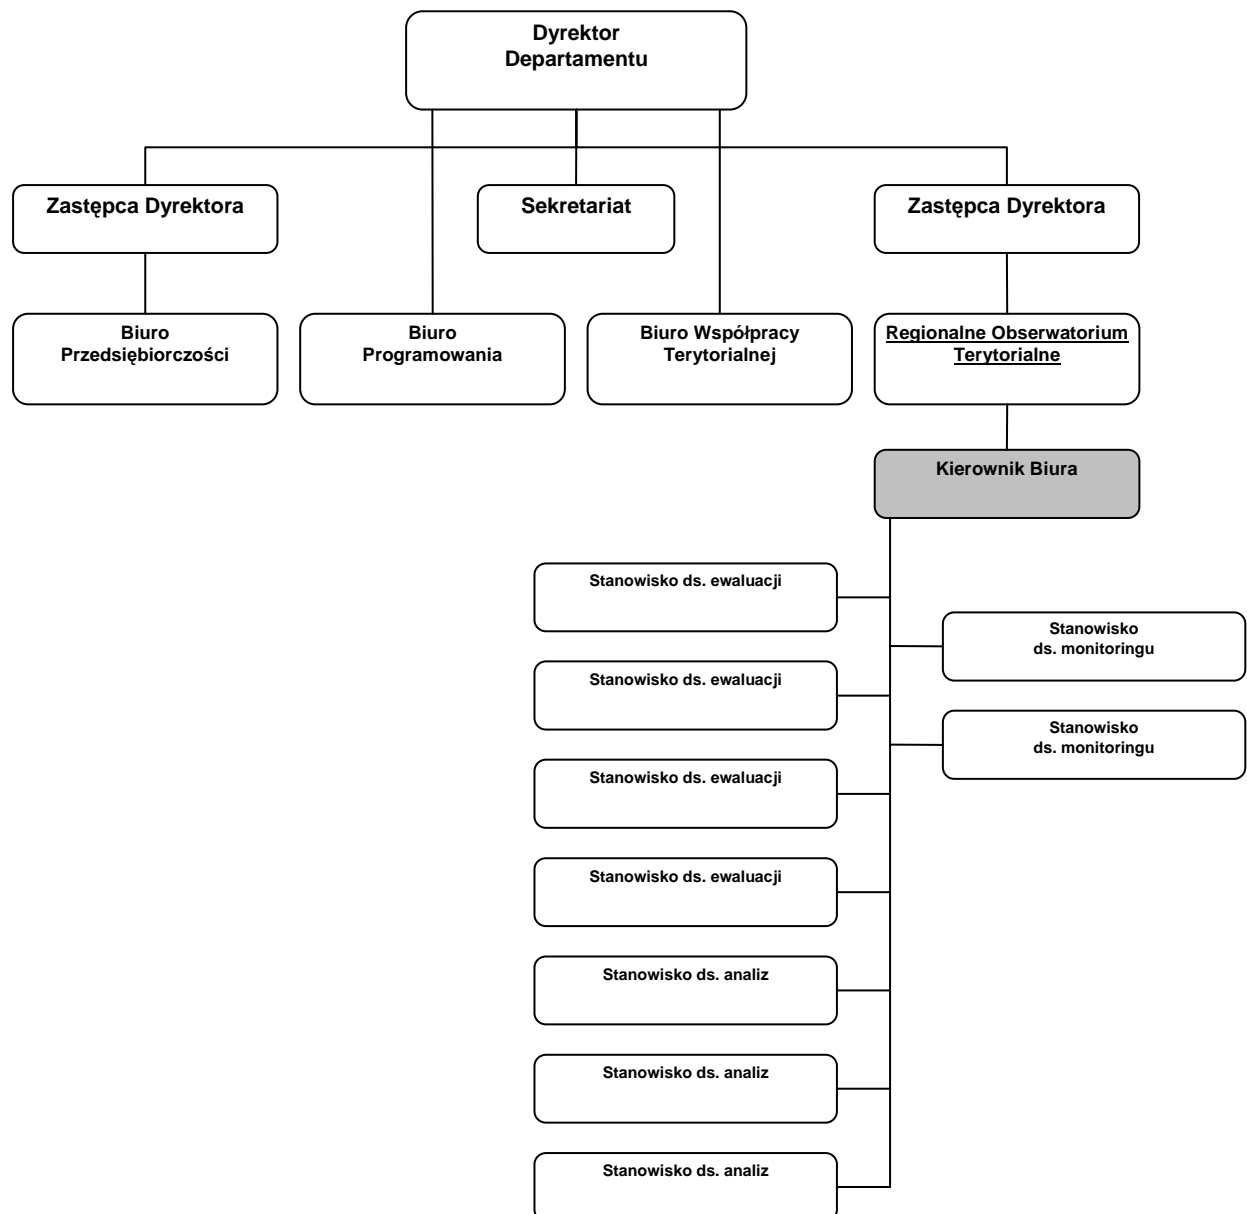 Dyrektor
Departamentu
Zastępca Dyrektora
Sekretariat
Zastępca Dyrektora
Biuro
Przedsiębiorczości
Biuro
Programowania
Biuro Współpracy
Terytorialnej
Regionalne Obserwatorium
Terytorialne
Kierownik Biura
Stanowisko ds. ewaluacji
Stanowisko
ds. monitoringu
Stanowisko ds. ewaluacji
Stanowisko
ds. monitoringu
Stanowisko ds. ewaluacji
Stanowisko ds. ewaluacji
Stanowisko ds. analiz
Stanowisko ds. analiz
Stanowisko ds. analiz